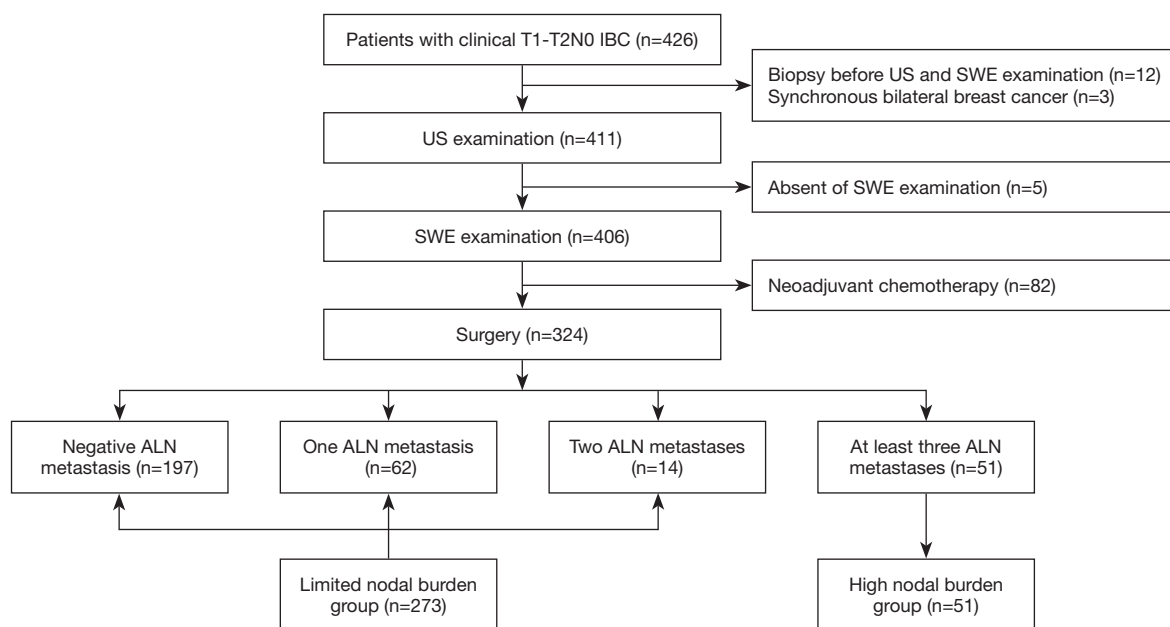 Patients with clinical T1-T2N0 IBC (n=426)
Biopsy before US and SWE examination (n=12)
Synchronous bilateral breast cancer (n=3)
US examination (n=411)
Absent of SWE examination (n=5)
SWE examination (n=406)
Neoadjuvant chemotherapy (n=82)
Surgery (n=324)
Negative ALN
metastasis (n=197)
One ALN metastasis
(n=62)
Two ALN metastases
(n=14)
At least three ALN
metastases (n=51)
Limited nodal burden
group (n=273)
High nodal burden
group (n=51)